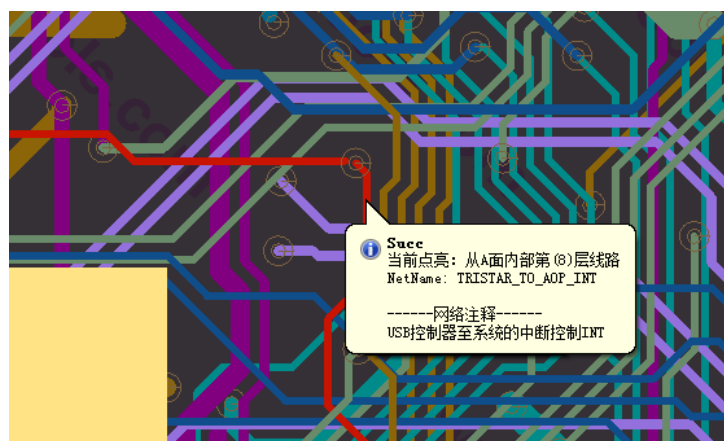 Succ
当前点亮: 从A面内部第(8)层线路
NetName: TRISTAR_TO_AOP_INT
------网络注释------
USB控制器至系统的中断控制INT